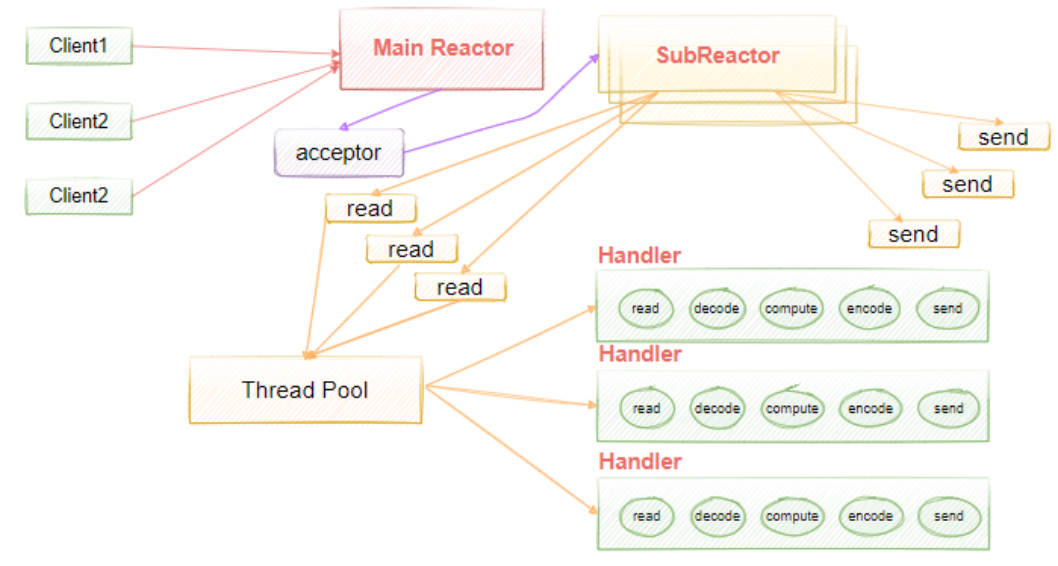 Client1
Main Reactor
SubReactor
Client2
acceptor
send
Client2
send
read
send
read
read
Handler
read decode compute encode send
Handler
Thread Pool
read decode compute encode send
Handler
read decode compute encode send